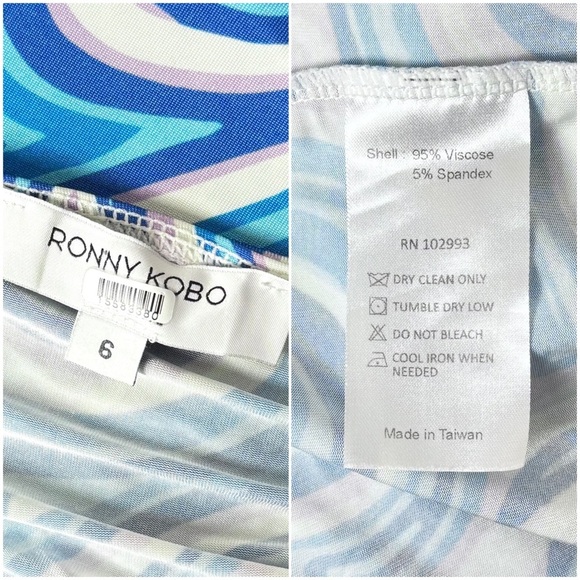 RONNY KOBO
6
Shell : 95% Viscose
5% Spandex
RN 102993
DRY CLEAN ONLY
TUMBLE DRY LOW
DO NOT BLEACH
COOL IRON WHEN
NEEDED
Made in Taiwan